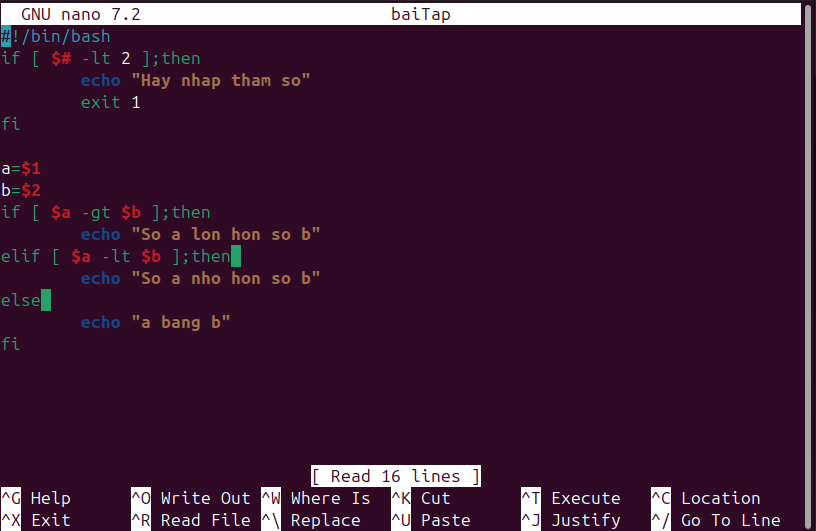 GNU nano 7.2 baiTap
#!/bin/bash
if [ $# -lt 2 ];then
        echo "Hay nhap tham so"
        exit 1
fi

a=$1
b=$2
if [ $a -gt $b ];then
        echo "So a lon hon so b"
elif [ $a -lt $b ];then
        echo "So a nho hon so b"
else
        echo "a bang b"
fi
[ Read 16 lines ]
^G Help ^O Write Out ^W Where Is ^K Cut ^T Execute ^C Location
^X Exit ^R Read File ^\ Replace ^U Paste ^J Justify ^/ Go To Line